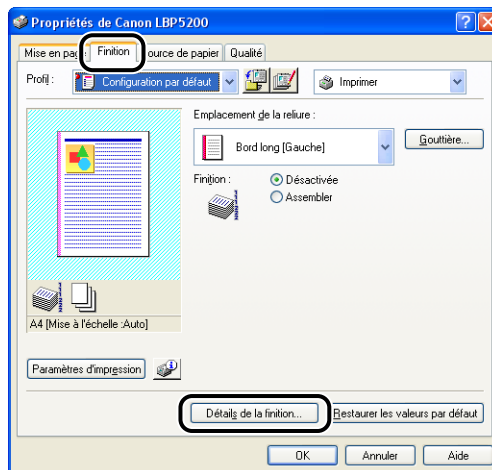 Propriétés de Canon LBP5200
Mise en pag Finition ource de papier Qualité
Profil : Configuration par défaut Imprimer
Emplacement de la reliure :
Bord long [Gauche] Gouttière...
Finition : Désactivée
Assembler
A4 [Mise à l'échelle :Auto]
Paramètres d'impression
Détails de la finition... Restaurer les valeurs par défaut
OK Annuler Aide